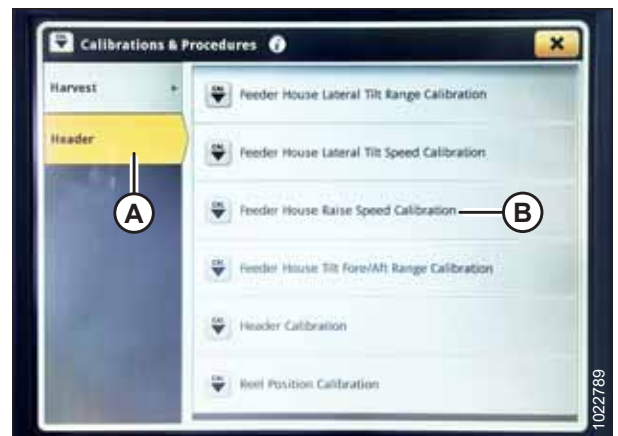 Calibrations & Procedures
Harvest
Header
Feeder House Lateral Tilt Range Calibration
Feeder House Lateral Tilt Speed Calibration
Feeder House Raise Speed Calibration
Feeder House Tilt Fore/Aft Range Calibration
Header Calibration
Reel Position Calibration
A
B
1022789